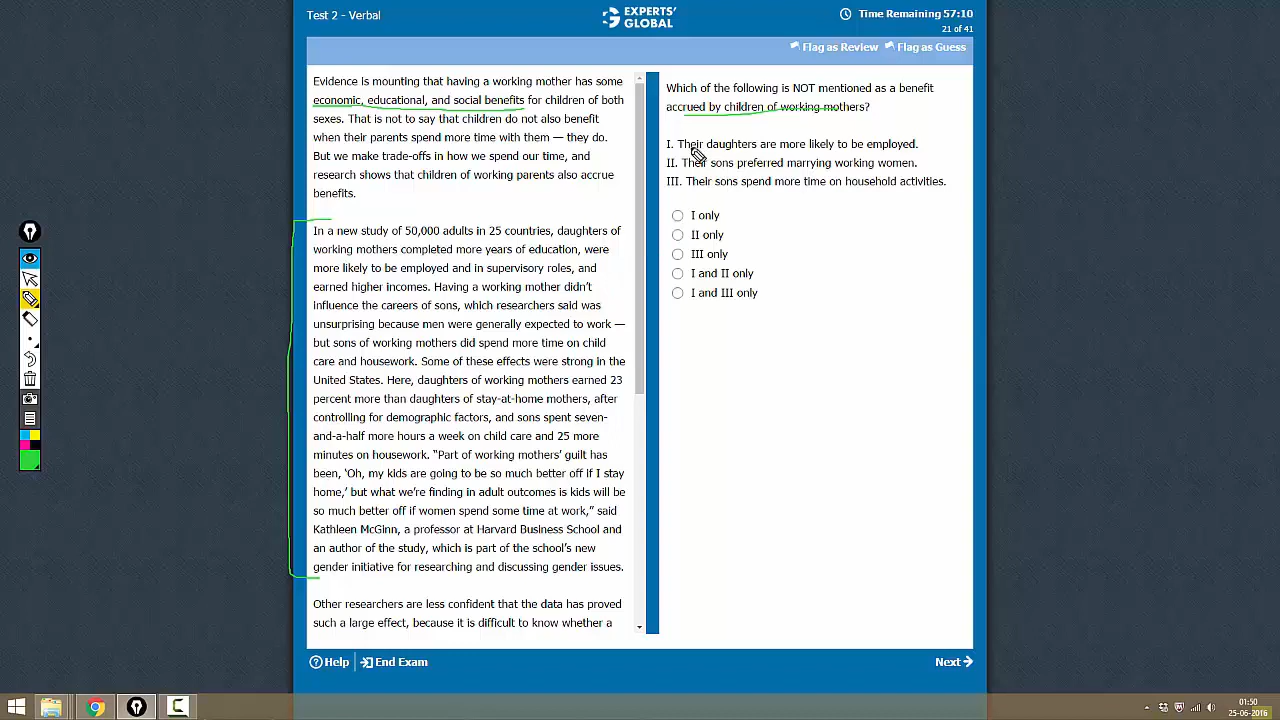 Test 2 - Verbal
EXPERTS'
GLOBAL
Time Remaining 57:10
21 of 41
Flag as Review
Flag as Guess
Evidence is mounting that having a working mother has some
economic, educational, and social benefits for children of both
sexes. That is not to say that children do not also benefit
when their parents spend more time with them — they do.
But we make trade-offs in how we spend our time, and
research shows that children of working parents also accrue
benefits.
In a new study of 50,000 adults in 25 countries, daughters of
working mothers completed more years of education, were
more likely to be employed and in supervisory roles, and
earned higher incomes. Having a working mother didn't
influence the careers of sons, which researchers said was
unsurprising because men were generally expected to work —
but sons of working mothers did spend more time on child
care and housework. Some of these effects were strong in the
United States. Here, daughters of working mothers earned 23
percent more than daughters of stay-at-home mothers, after
controlling for demographic factors, and sons spent seven-
and-a-half more hours a week on child care and 25 more
minutes on housework. "Part of working mothers' guilt has
been, 'Oh, my kids are going to be so much better off if I stay
home,' but what we're finding in adult outcomes is kids will be
so much better off if women spend some time at work," said
Kathleen McGinn, a professor at Harvard Business School and
an author of the study, which is part of the school's new
gender initiative for researching and discussing gender issues.
Other researchers are less confident that the data has proved
such a large effect, because it is difficult to know whether a
Which of the following is NOT mentioned as a benefit
accrued by children of working mothers?
I. Their daughters are more likely to be employed.
II. Their sons preferred marrying working women.
III. Their sons spend more time on household activities.
I only
II only
III only
I and II only
I and III only
Help
End Exam
Next
01:50
25-06-2016